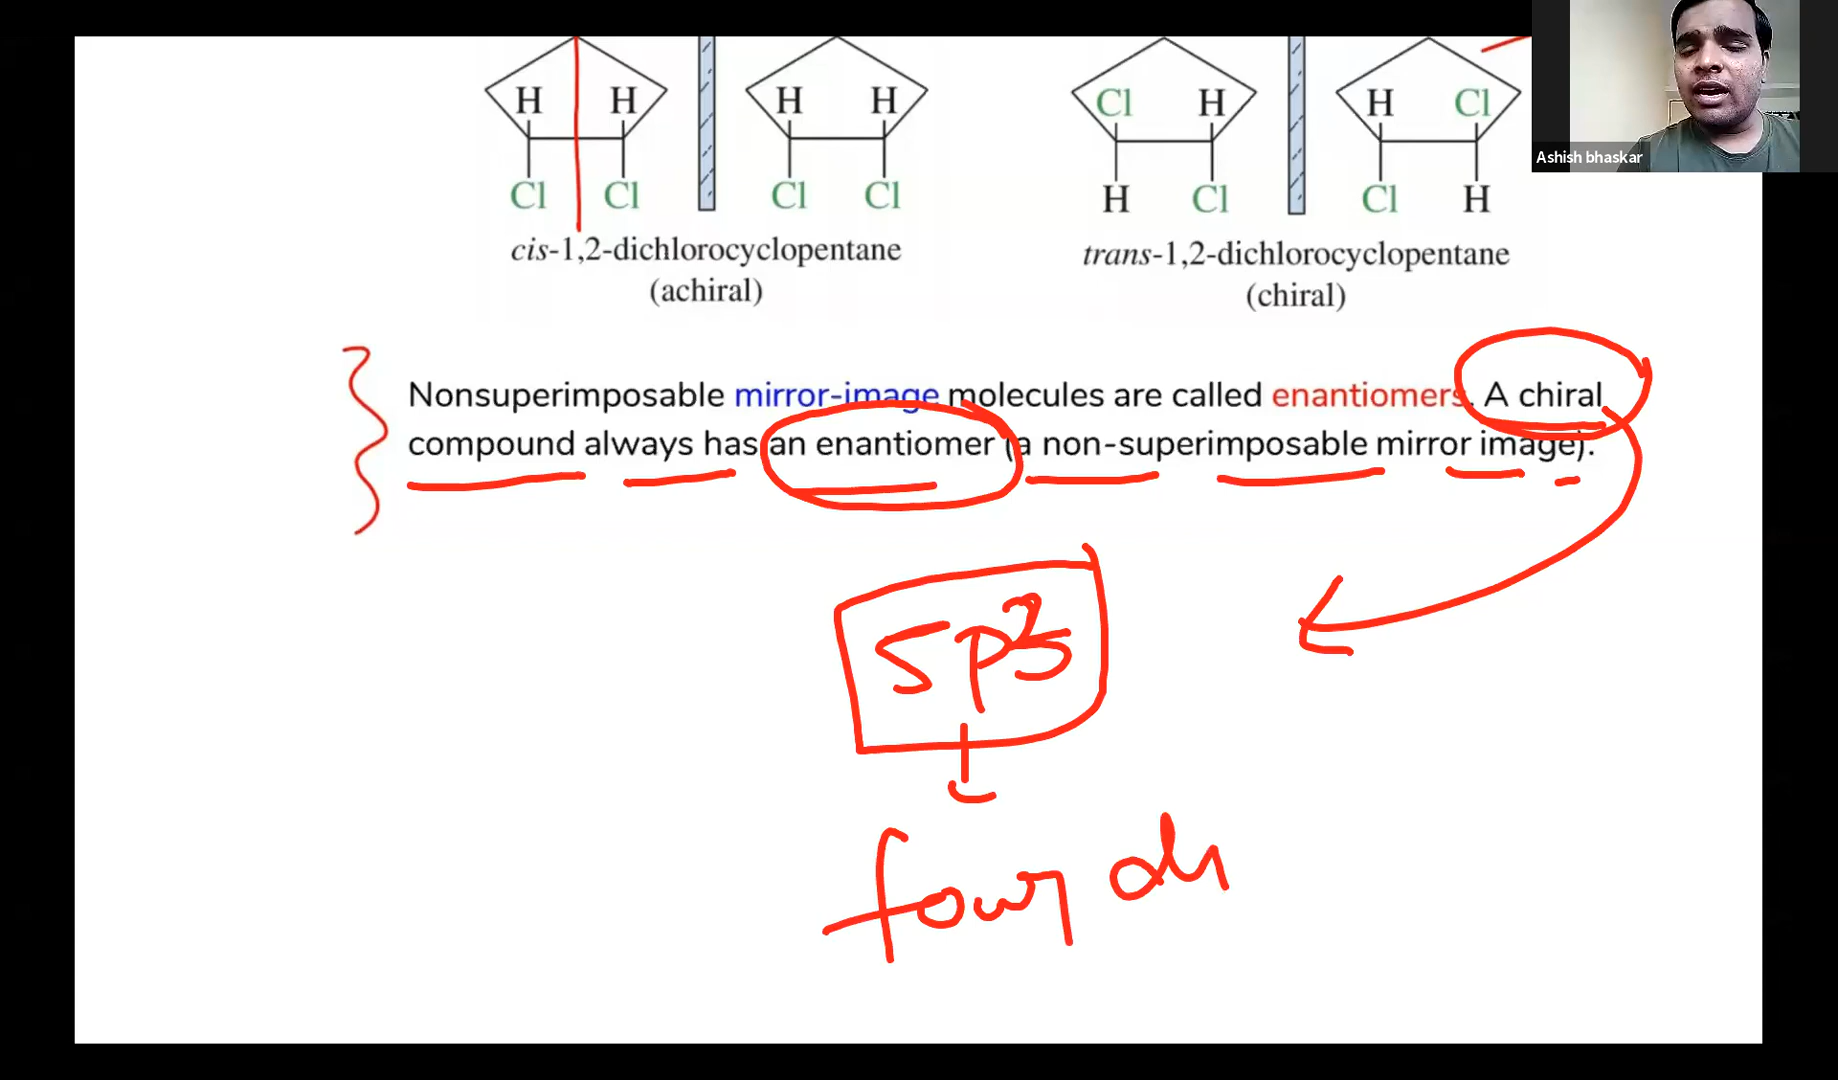 H H H H Cl H H Cl
Cl Cl Cl Cl H Cl Cl H
Ashish bhaskar
cis-1,2-dichlorocyclopentane
(achiral)
trans-1,2-dichlorocyclopentane
(chiral)
Nonsuperimposable mirror-image molecules are called enantiomers. A chiral
compound always has an enantiomer (a non-superimposable mirror image).
sp3
four